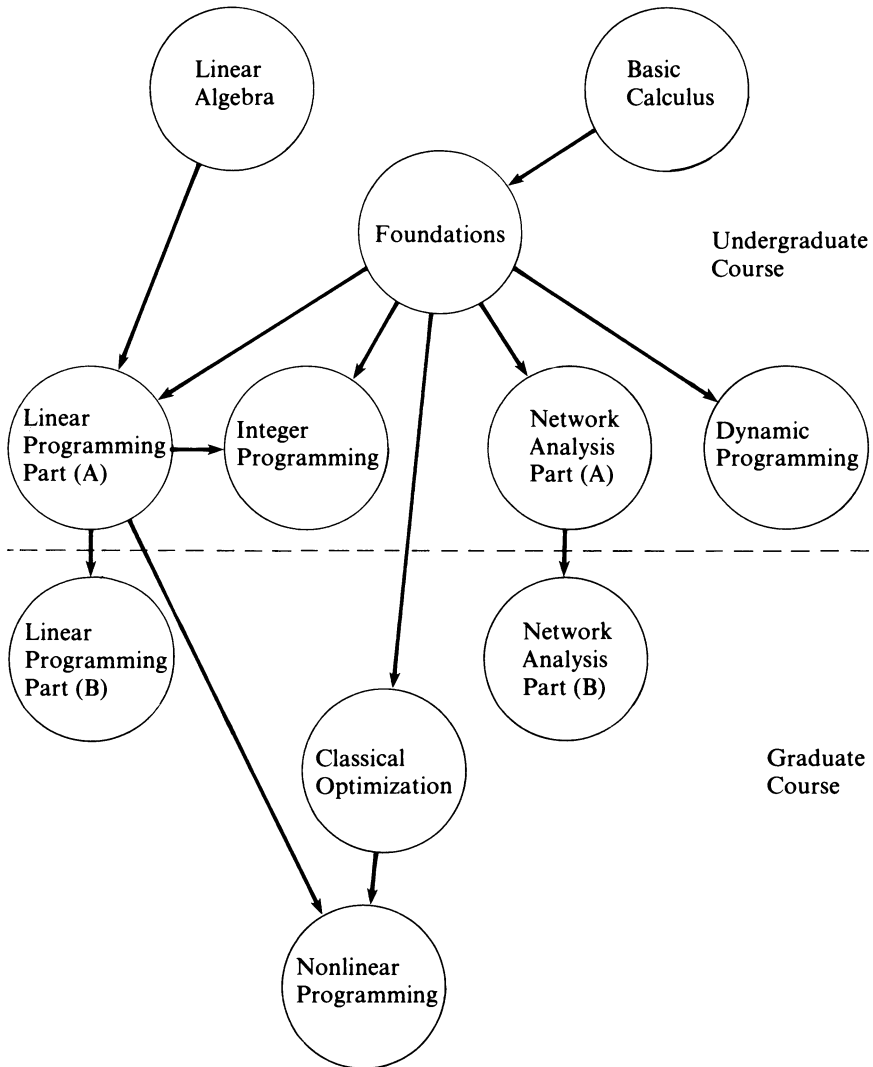 Linear
Algebra
Basic
Calculus
Foundations
Undergraduate
Course
Linear
Programming
Part (A)
Integer
Programming
Network
Analysis
Part (A)
Dynamic
Programming
Linear
Programming
Part (B)
Network
Analysis
Part (B)
Classical
Optimization
Graduate
Course
Nonlinear
Programming